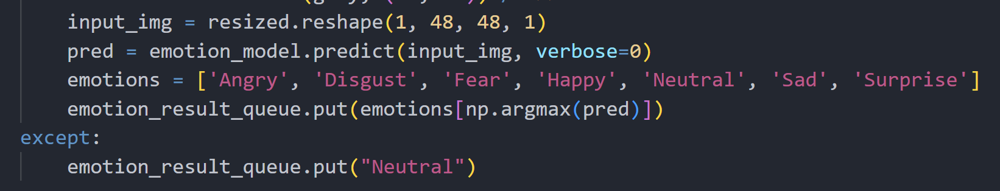 input_img = resized.reshape(1, 48, 48, 1)
pred = emotion_model.predict(input_img, verbose=0)
emotions = ['Angry', 'Disgust', 'Fear', 'Happy', 'Neutral', 'Sad', 'Surprise']
emotion_result_queue.put(emotions[np.argmax(pred)])
except:
emotion_result_queue.put("Neutral")